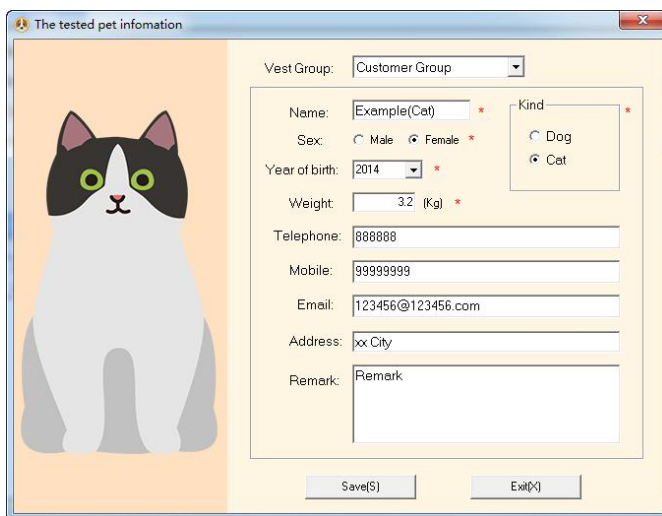 The tested pet infomation
Vest Group: Customer Group
Name: Example(Cat) *
Kind *
Sex: Male Female *
Dog
Cat
Year of birth: 2014 *
Weight: 3.2 (Kg) *
Telephone: 888888
Mobile: 99999999
Email: 123456@123456.com
Address: xx City
Remark: Remark
Save(S) Exit(X)